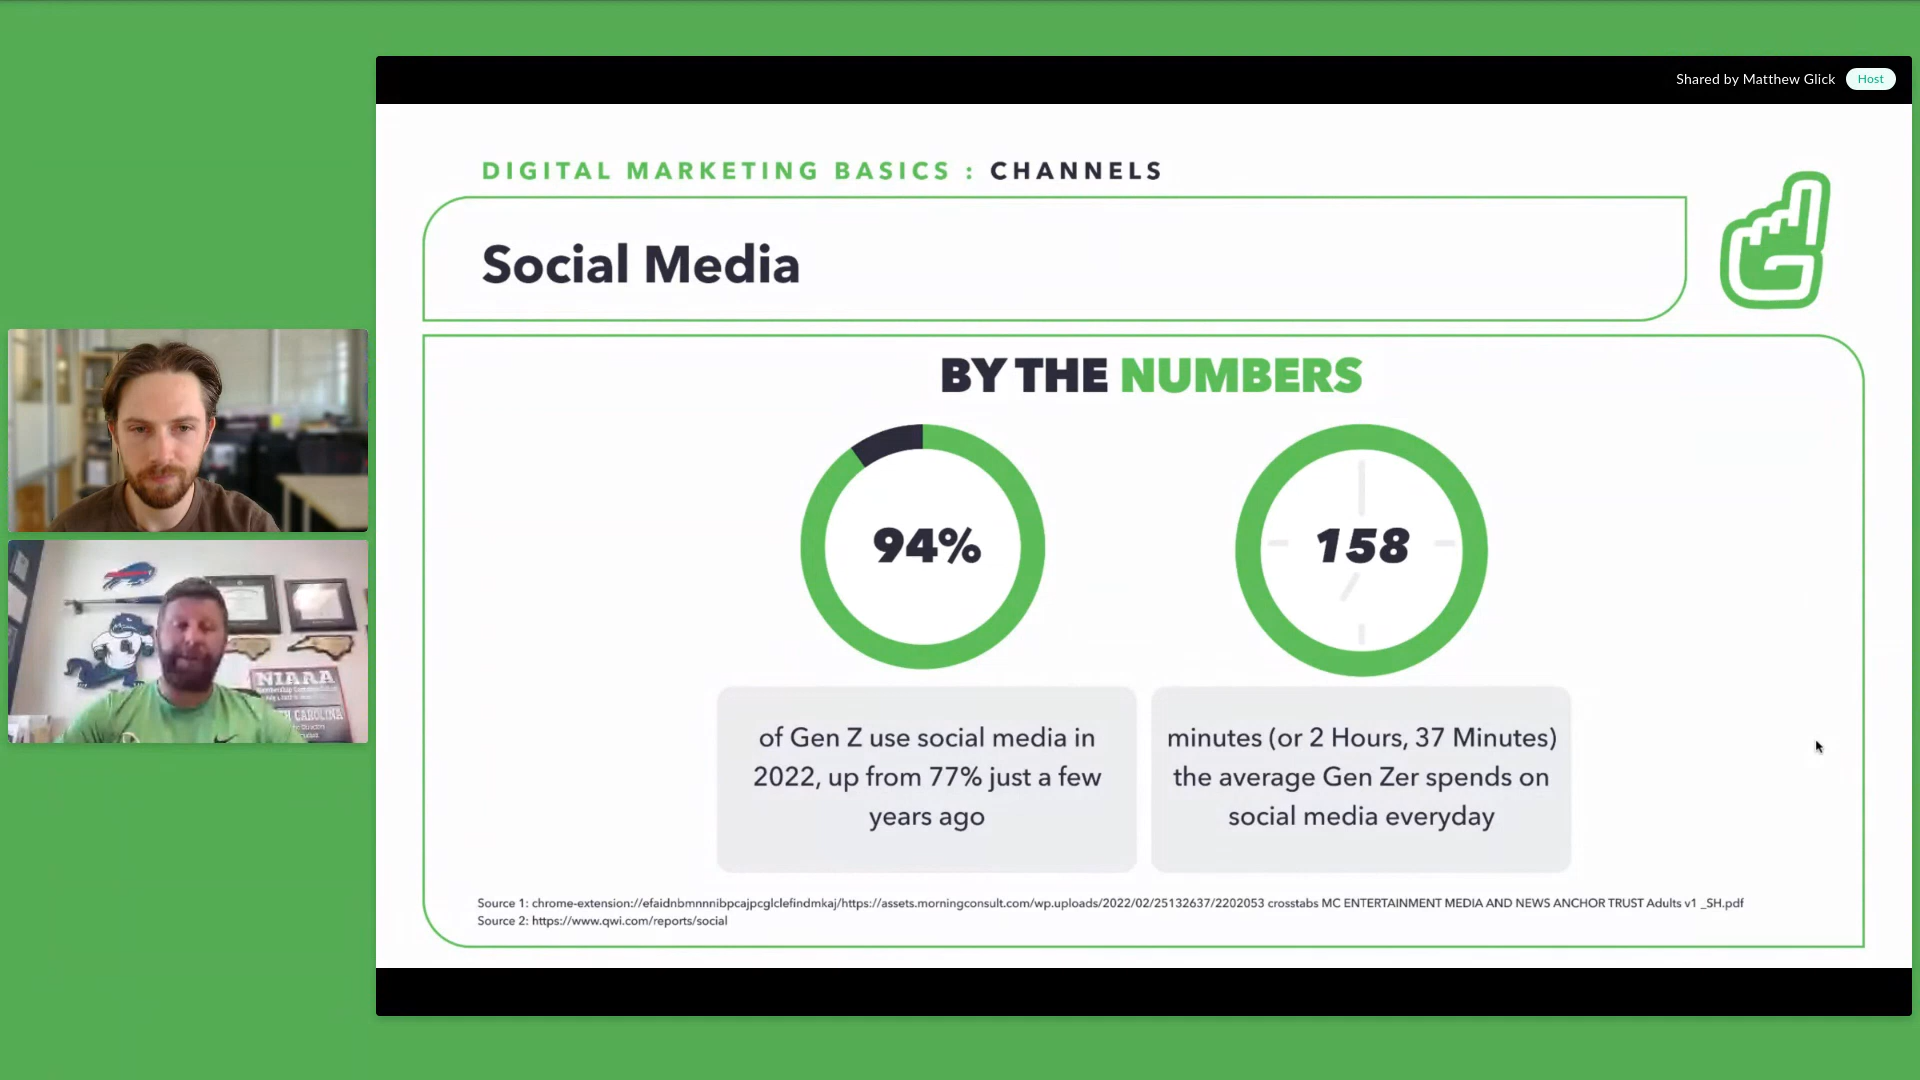 Shared by Matthew Glick Host
DIGITAL MARKETING BASICS : CHANNELS
Social Media
BY THE NUMBERS
94%
158
of Gen Z use social media in
2022, up from 77% just a few
years ago
minutes (or 2 Hours, 37 Minutes)
the average Gen Zer spends on
social media everyday
Source 1: chrome-extension://efaidnbmnnnibpcajpcglclefindmkaj/https://assets.morningconsult.com/wp.uploads/2022/02/25132637/2202053 crosstabs MC ENTERTAINMENT MEDIA AND NEWS ANCHOR TRUST Adults v1 _SH.pdf
Source 2: https://www.qwi.com/reports/social
NIARA
CAROLINA